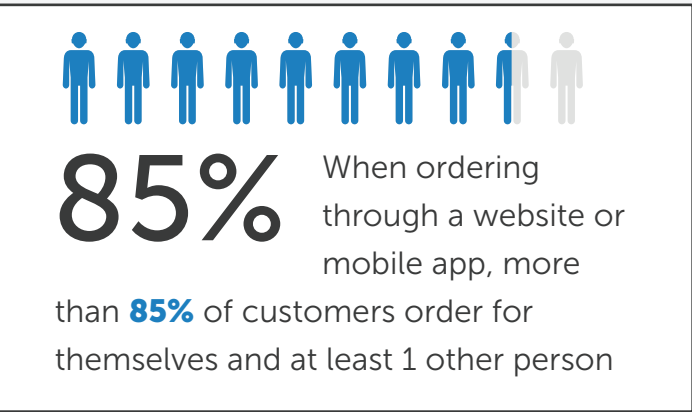 85%
When ordering
through a website or
mobile app, more
than 85% of customers order for
themselves and at least 1 other person